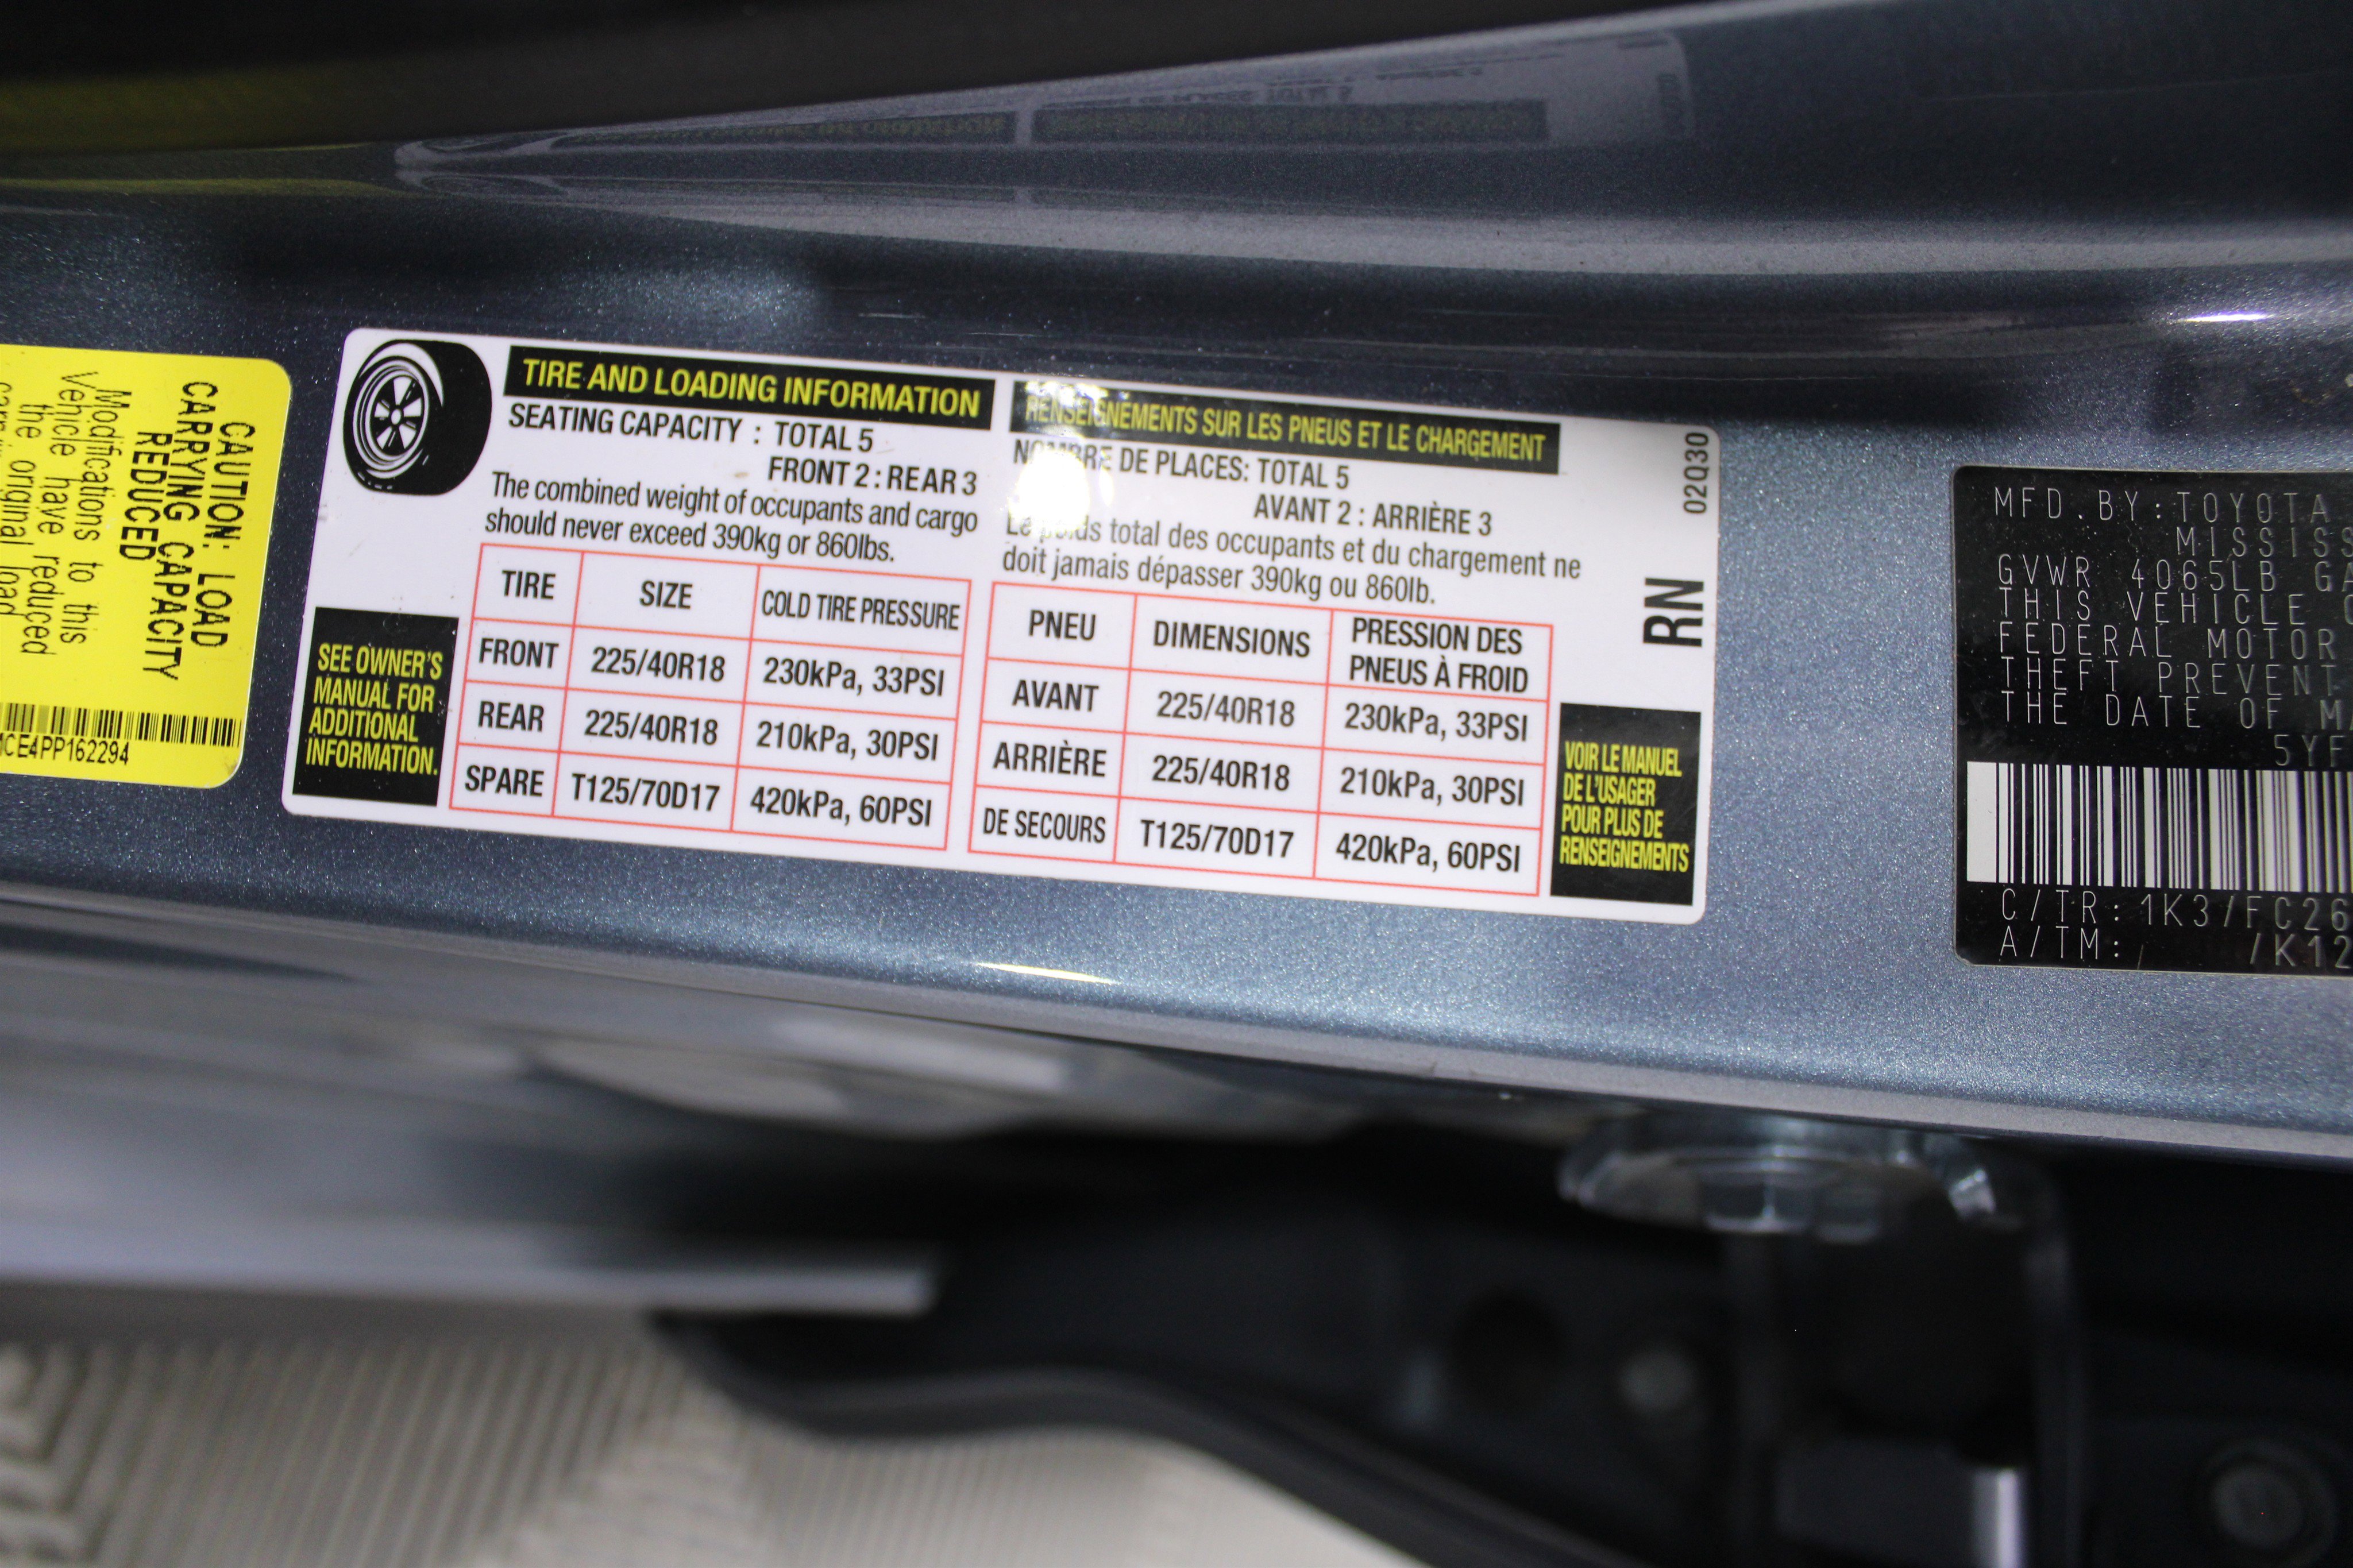 CAUTION: LOAD
CARRYING CAPACITY
REDUCED
Modifications to this
vehicle have reduced
the original load
CE4PP162294
TIRE AND LOADING INFORMATION
SEATING CAPACITY : TOTAL 5
FRONT 2 : REAR 3
The combined weight of occupants and cargo
should never exceed 390kg or 860lbs.
TIRE SIZE COLD TIRE PRESSURE
FRONT 225/40R18 230kPa, 33PSI
REAR 225/40R18 210kPa, 30PSI
SPARE T125/70D17 420kPa, 60PSI
SEE OWNER'S
MANUAL FOR
ADDITIONAL
INFORMATION.
RENSEIGNEMENTS SUR LES PNEUS ET LE CHARGEMENT
NOMBRE DE PLACES: TOTAL 5
AVANT 2 : ARRIÈRE 3
Le poids total des occupants et du chargement ne
doit jamais dépasser 390kg ou 860lb.
PNEU DIMENSIONS PRESSION DES
PNEUS À FROID
AVANT 225/40R18 230kPa, 33PSI
ARRIÈRE 225/40R18 210kPa, 30PSI
DE SECOURS T125/70D17 420kPa, 60PSI
VOIR LE MANUEL
DE L'USAGER
POUR PLUS DE
RENSEIGNEMENTS
02Q30
RN
MFD.BY:TOYOTA
MISSISS
GVWR 4065LB GA
THIS VEHICLE
FEDERAL MOTOR
THEFT PREVENT
THE DATE OF MA
5YF
C/TR:1K3/FC26
A/TM: /K12